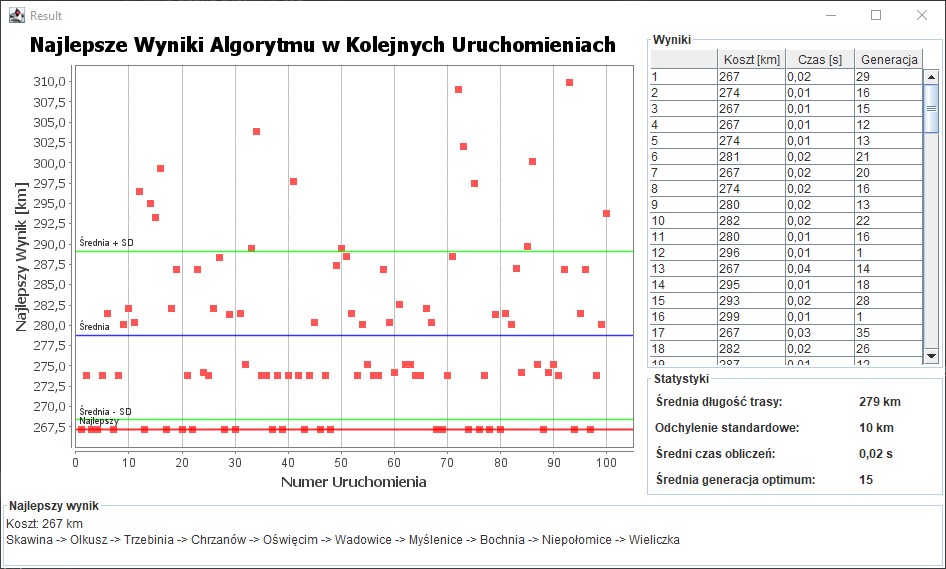 Result
Najlepsze Wyniki Algorytmu w Kolejnych Uruchomieniach
Najlepszy Wynik [km]
310,0
307,5
305,0
302,5
300,0
297,5
295,0
292,5
290,0
287,5
285,0
282,5
280,0
277,5
275,0
272,5
270,0
267,5
Średnia + SD
Średnia
Średnia - SD
Najlepszy
0 10 20 30 40 50 60 70 80 90 100
Numer Uruchomienia
Wyniki
Koszt [km] Czas [s] Generacja
1 267 0,02 29
2 274 0,01 16
3 267 0,01 15
4 267 0,01 12
5 274 0,01 13
6 281 0,02 21
7 267 0,02 20
8 274 0,02 16
9 280 0,02 13
10 282 0,02 22
11 280 0,01 16
12 296 0,01 1
13 267 0,04 14
14 295 0,01 18
15 293 0,02 28
16 299 0,01 1
17 267 0,03 35
18 282 0,02 26
19 287 0,01 12
Statystyki
Średnia długość trasy: 279 km
Odchylenie standardowe: 10 km
Średni czas obliczeń: 0,02 s
Średnia generacja optimum: 15
Najlepszy wynik
Koszt: 267 km
Skawina -> Olkusz -> Trzebinia -> Chrzanów -> Oświęcim -> Wadowice -> Myślenice -> Bochnia -> Niepołomice -> Wieliczka